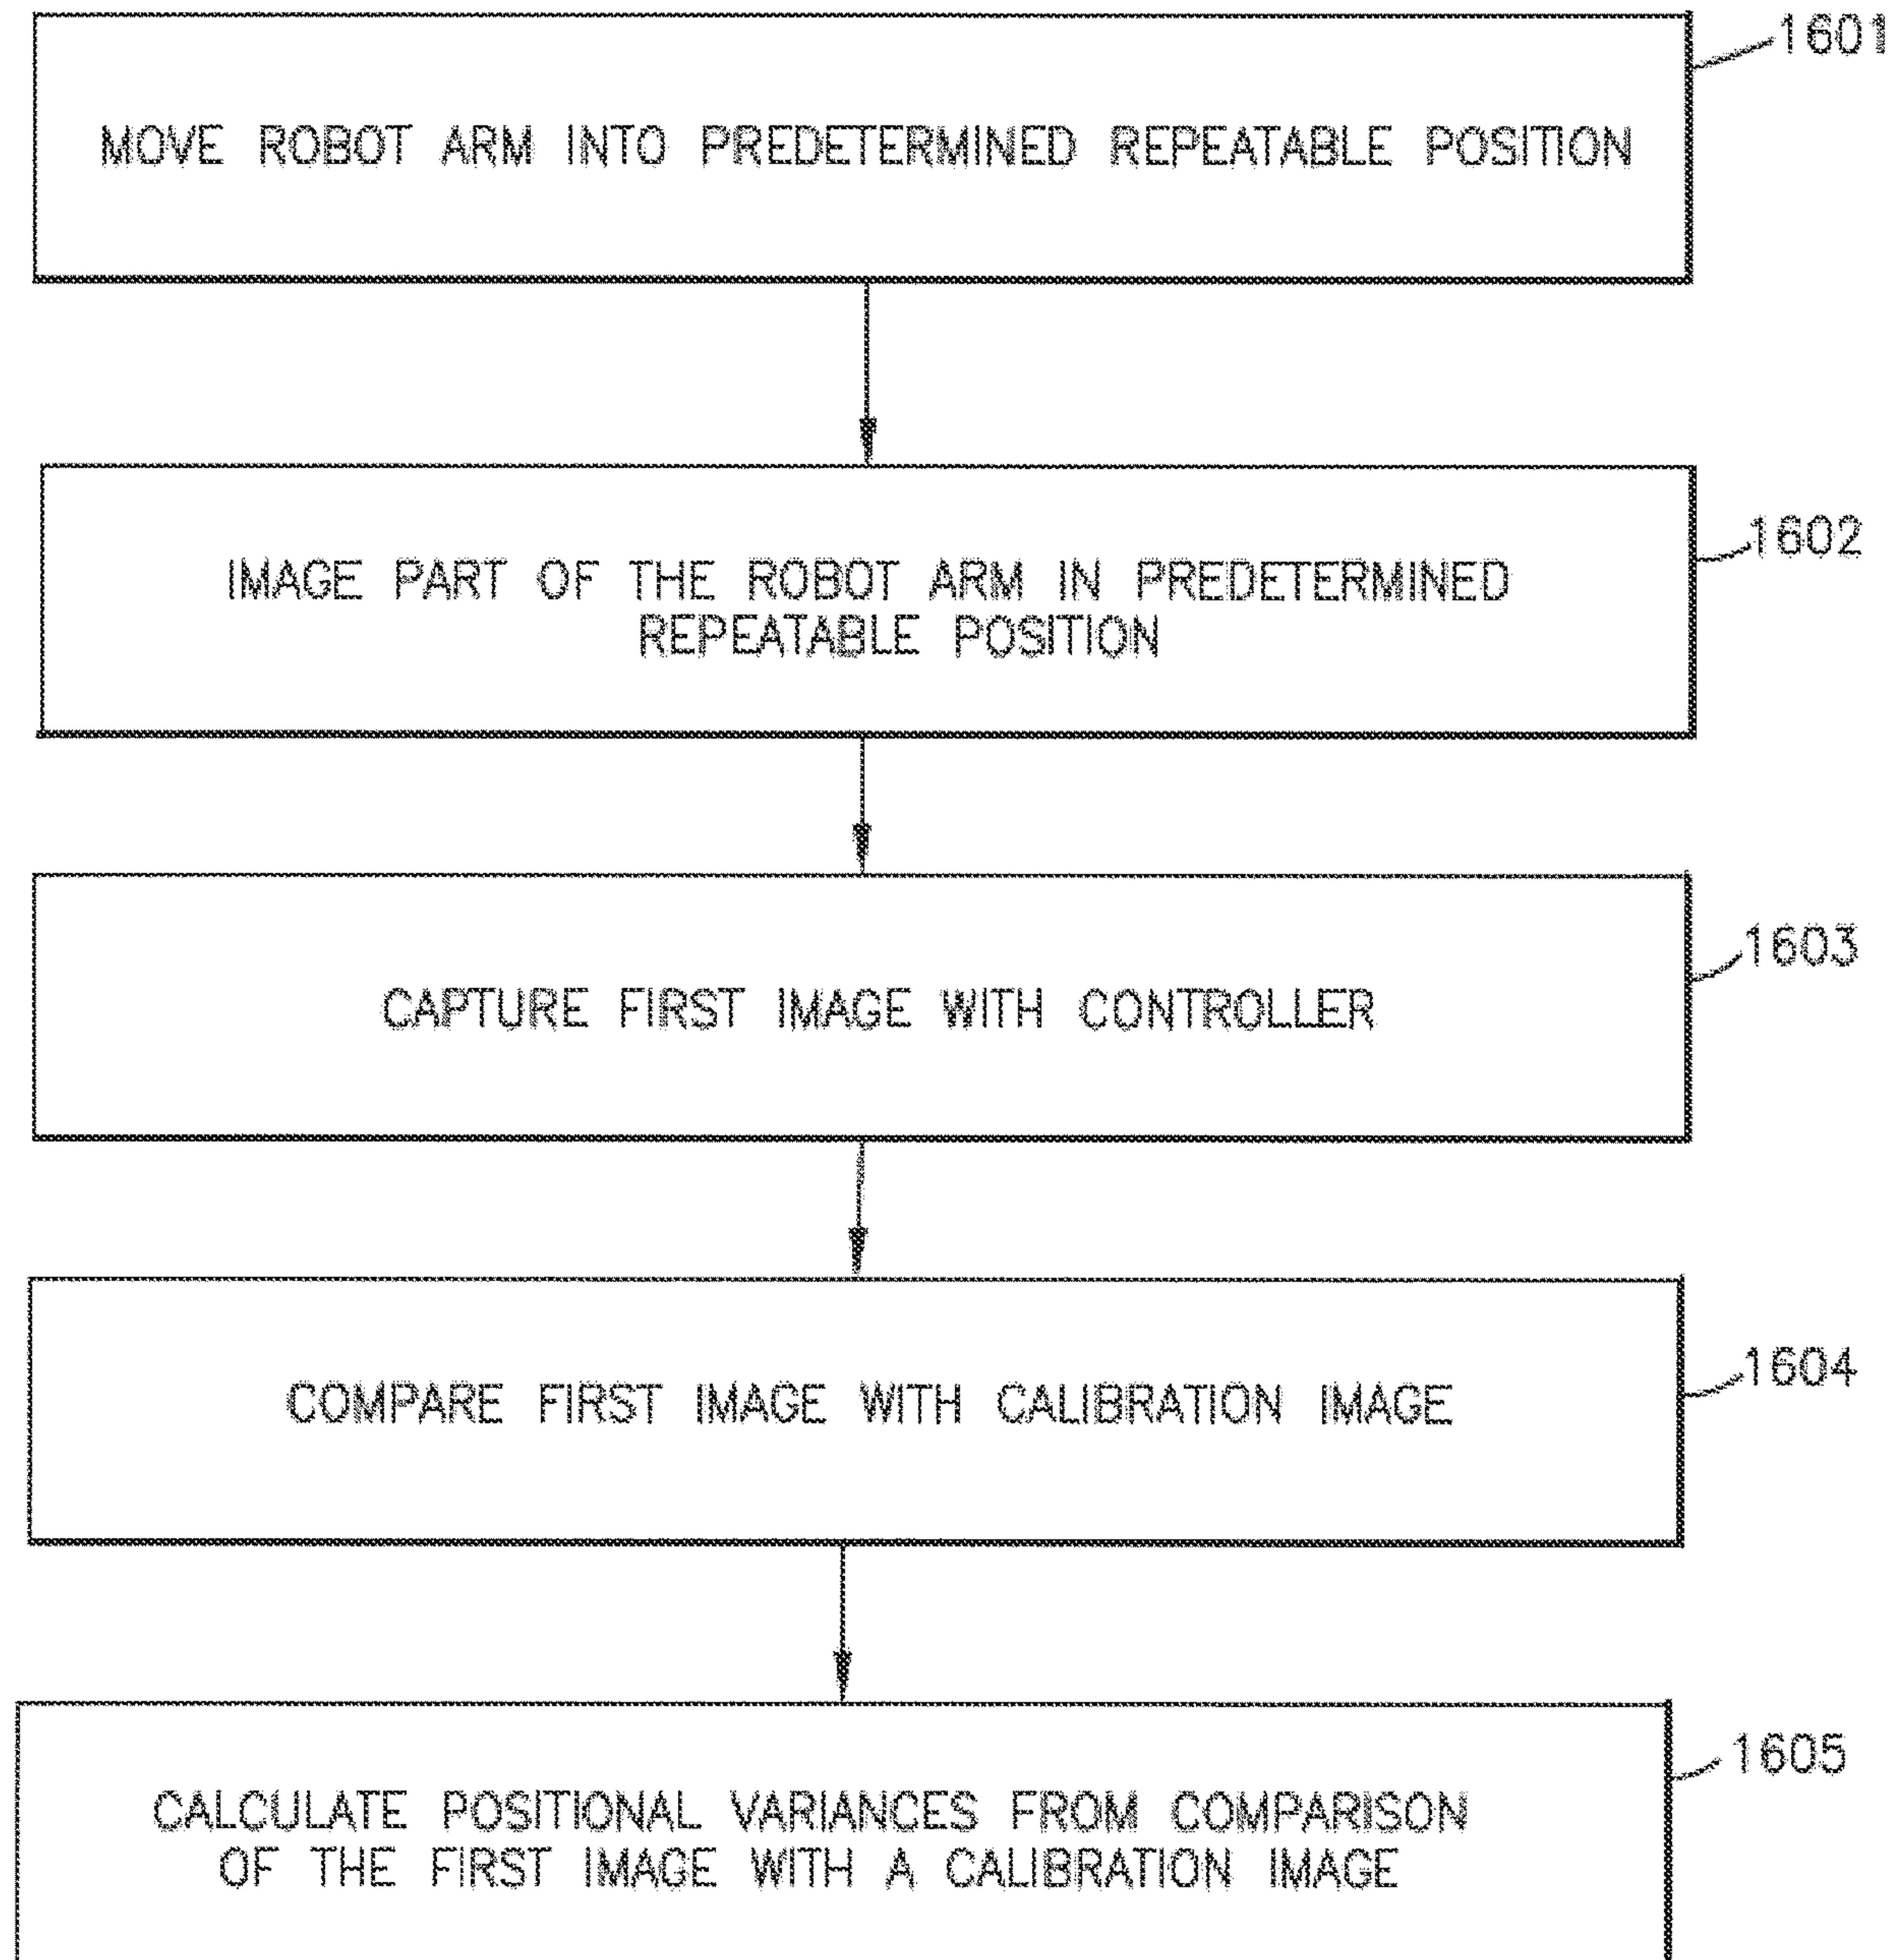 1601
MOVE ROBOT ARM INTO PREDETERMINED REPEATABLE POSITION
1602
IMAGE PART OF THE ROBOT ARM IN PREDETERMINED
REPEATABLE POSITION
1603
CAPTURE FIRST IMAGE WITH CONTROLLER
1604
COMPARE FIRST IMAGE WITH CALIBRATION IMAGE
1605
CALCULATE POSITIONAL VARIANCES FROM COMPARISON
OF THE FIRST IMAGE WITH A CALIBRATION IMAGE